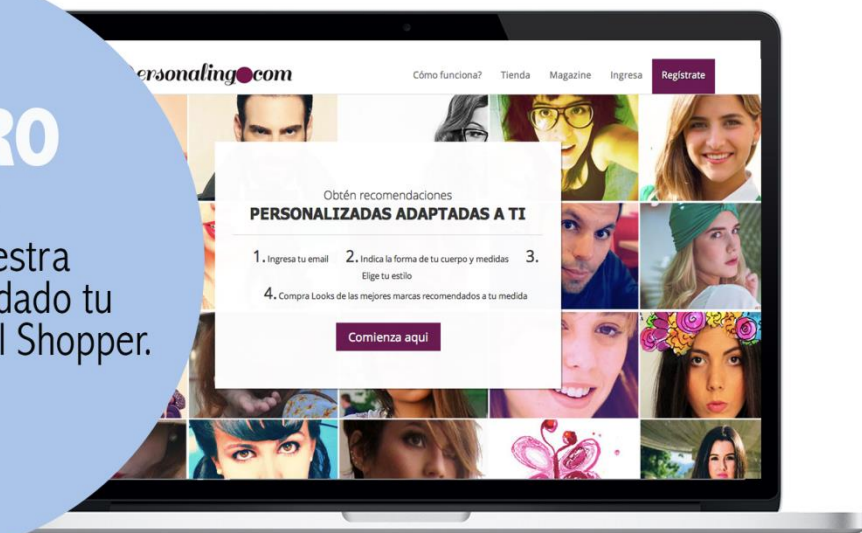 RO
estra
dado tu
l Shopper.
ersonaling.com
Cómo funciona?
Tienda
Magazine
Ingresa
Regístrate
Obtén recomendaciones
PERSONALIZADAS ADAPTADAS A TI
1. Ingresa tu email 2. Indica la forma de tu cuerpo y medidas 3.
Elige tu estilo
4. Compra Looks de las mejores marcas recomendados a tu medida
Comienza aqui